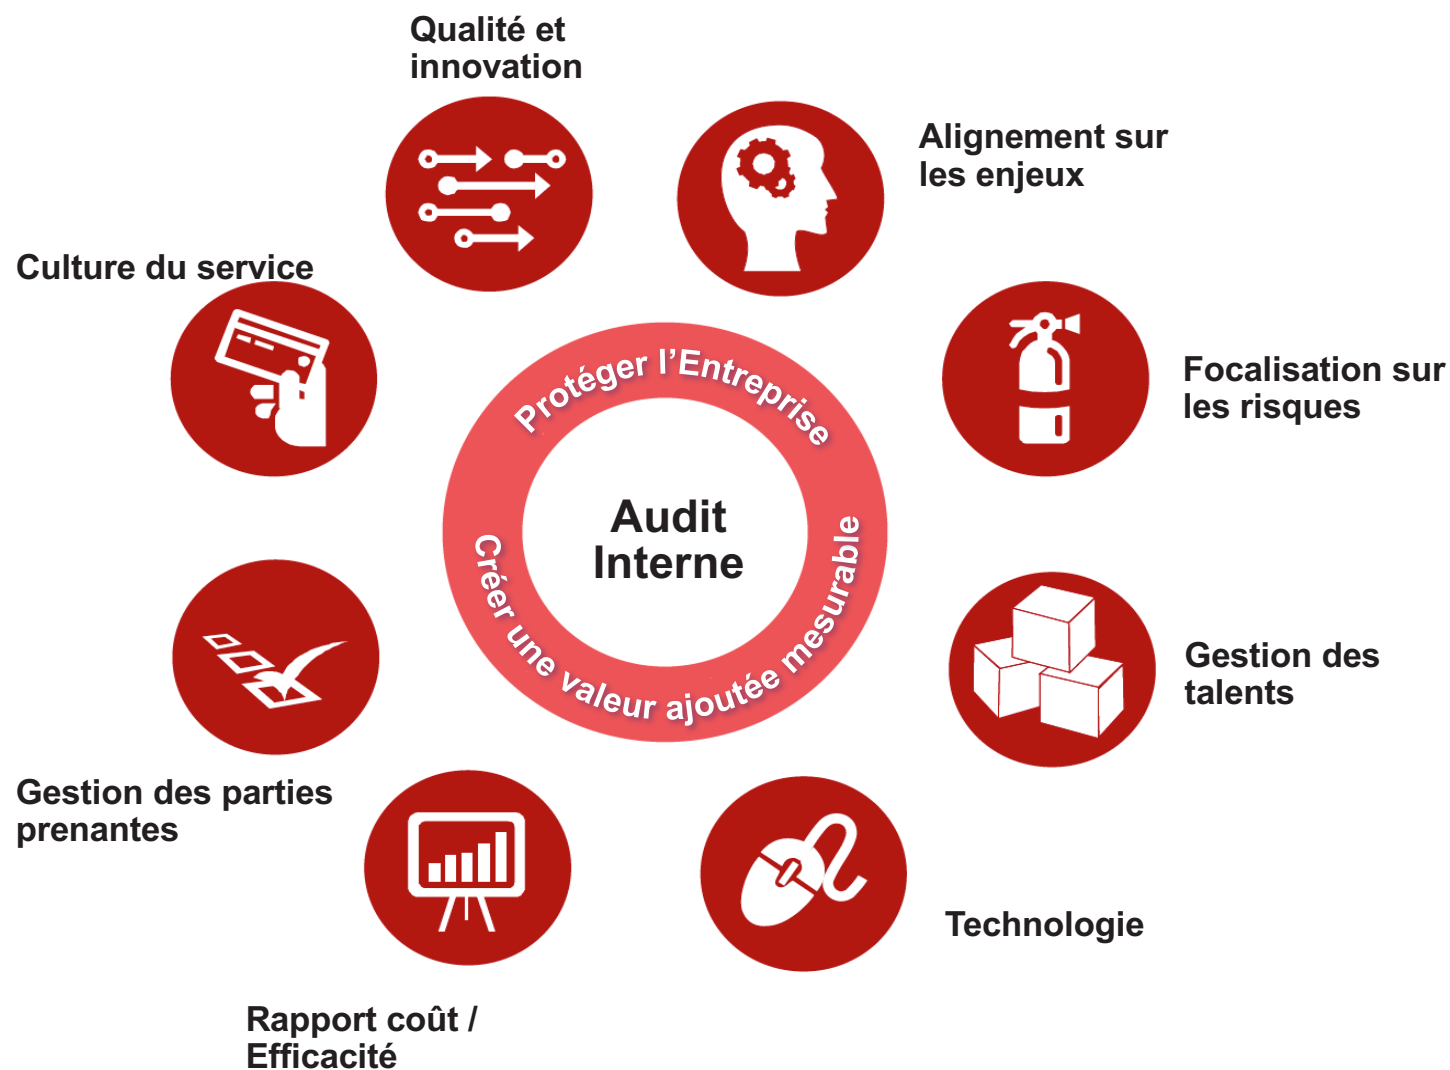 Qualité et
innovation
Alignement sur
les enjeux
Culture du service
Focalisation sur
les risques
Protéger l’Entreprise
Audit
Interne
Créer une valeur ajoutée mesurable
Gestion des
talents
Gestion des parties
prenantes
Technologie
Rapport coût /
Efficacité